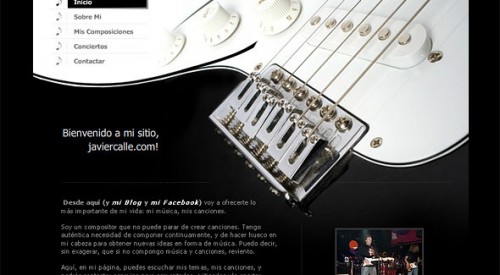 Inicio
Sobre Mi
Mis Composiciones
Conciertos
Contactar
Bienvenido a mi sitio,
javiercalle.com!
Desde aquí (y mi Blog y mi Facebook) voy a ofrecerte lo
más importante de mi vida: mi música, mis canciones.
Soy un compositor que no puede parar de crear canciones. Tengo
auténtica necesidad de componer continuamente, y de hacer hueco en
mi cabeza para obtener nuevas ideas en forma de música. Puedo decir,
sin exagerar, que si no compongo música y canciones, reviento.
Aquí, en mi página, puedes escuchar mis temas, mis canciones, y